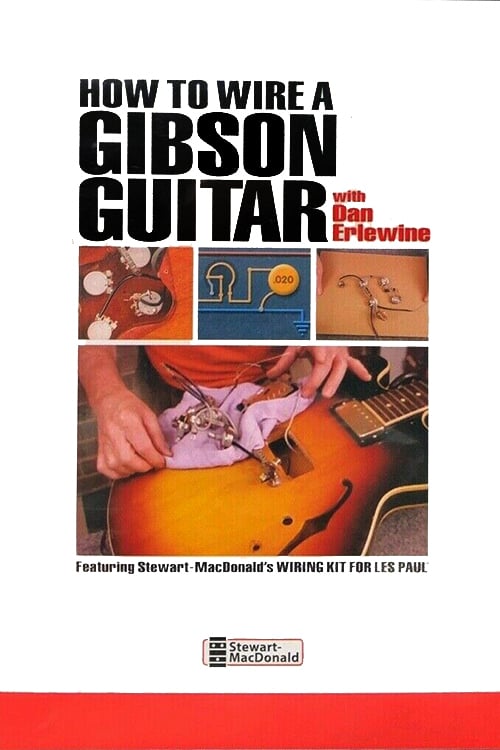 HOW TO WIRE A
GIBSON
GUITAR
with
Dan
Erlewine
.020
Featuring Stewart-MacDonald's WIRING KIT FOR LES PAUL
Stewart-
MacDonald